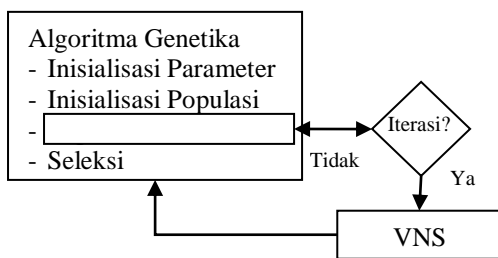 Algoritma Genetika
- Inisialisasi Parameter
- Inisialisasi Populasi
-
- Seleksi
Iterasi?
Tidak
Ya
VNS